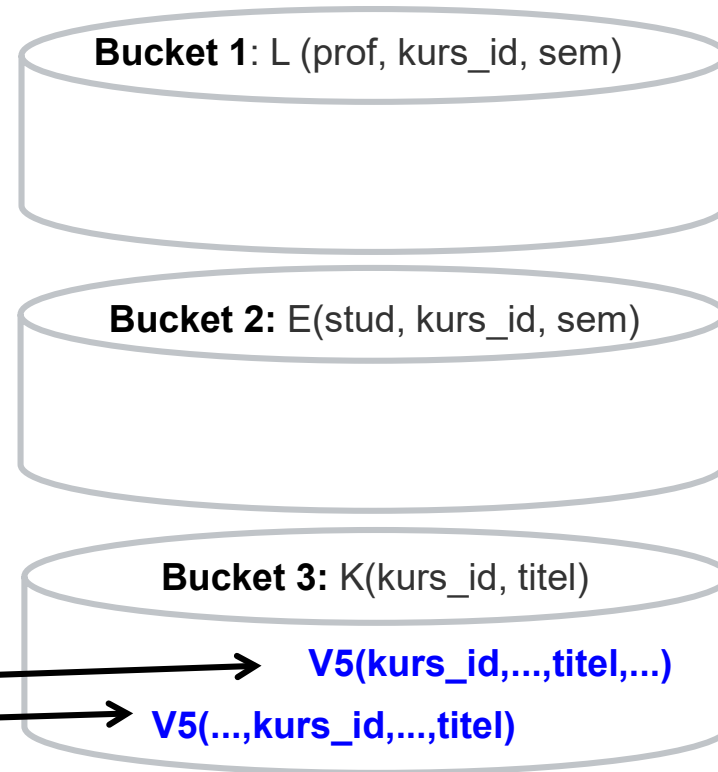 Bucket 1: L (prof, kurs_id, sem)
Bucket 2: E(stud, kurs_id, sem)
Bucket 3: K(kurs_id, titel)
V5(kurs_id,...,titel,...)
V5(...,kurs_id,...,titel)